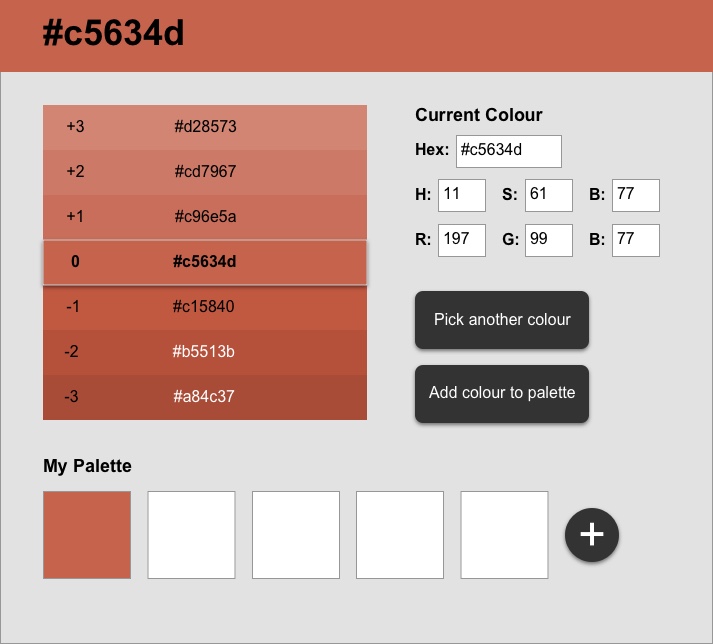 #c5634d
+3 #d28573
+2 #cd7967
+1 #c96e5a
0 #c5634d
-1 #c15840
-2 #b5513b
-3 #a84c37
Current Colour
Hex: #c5634d
H: 11 S: 61 B: 77
R: 197 G: 99 B: 77
Pick another colour
Add colour to palette
My Palette
+